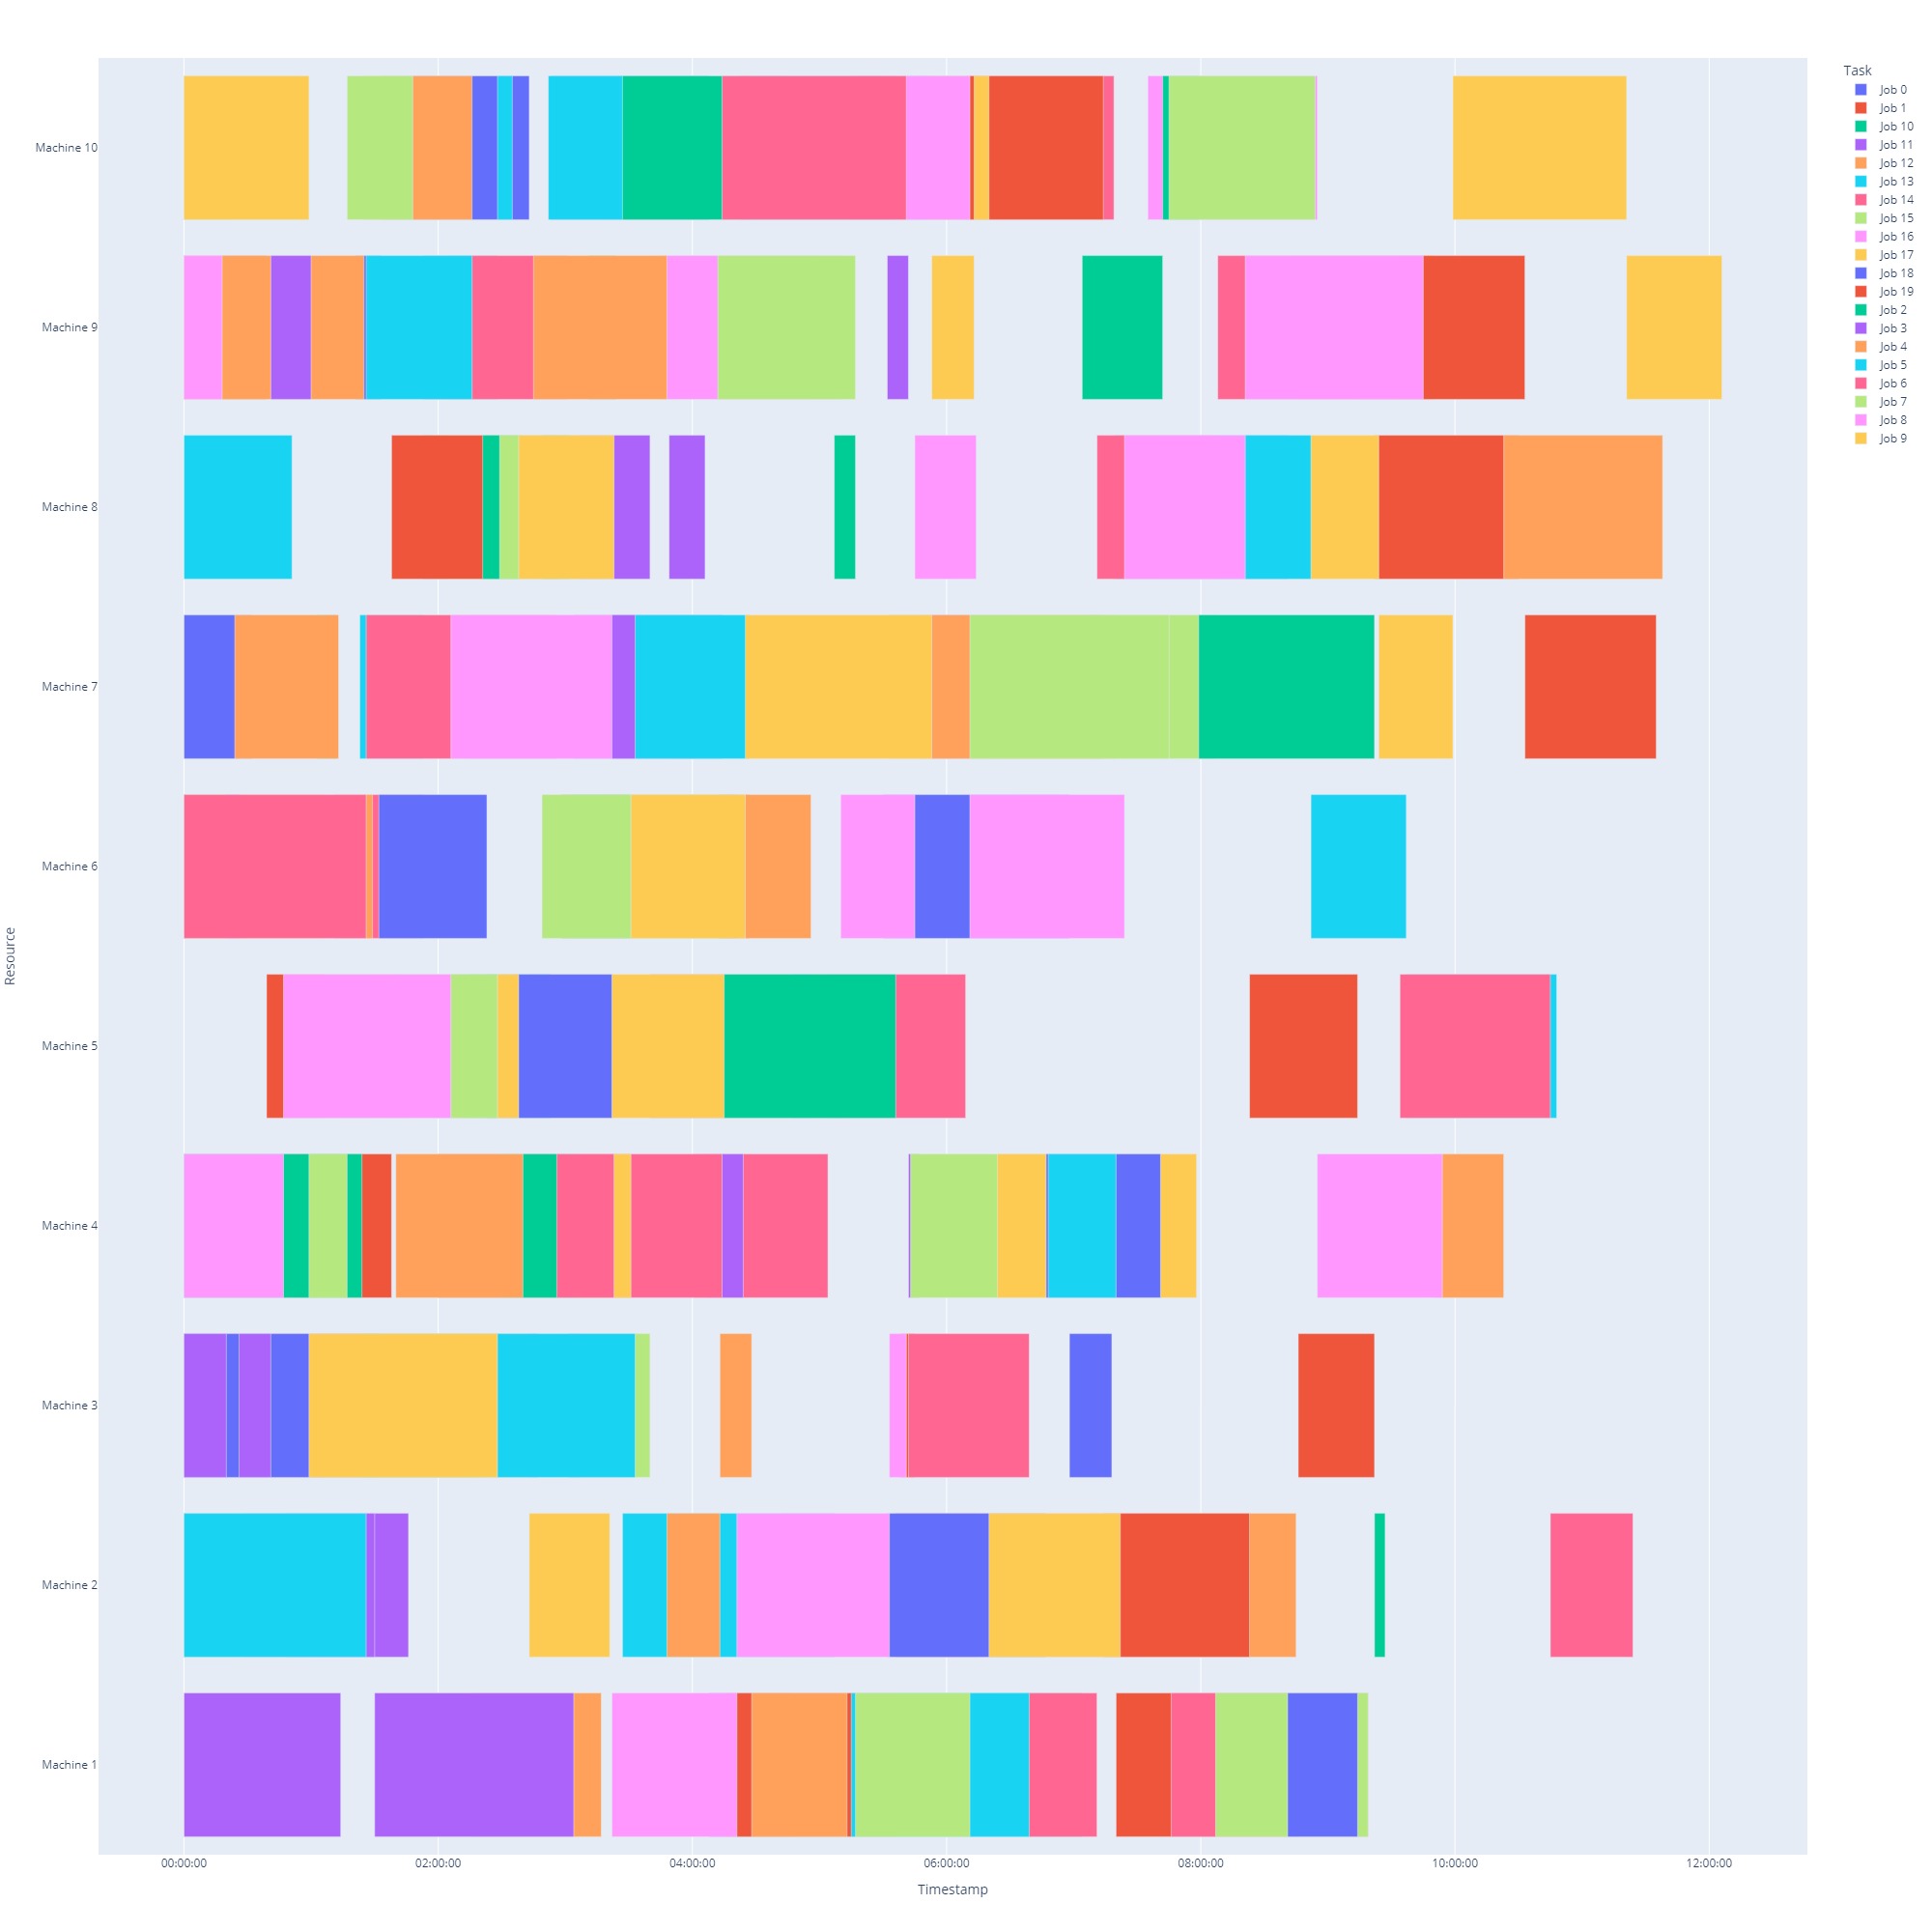 Task
Job 0
Job 1
Job 10
Job 11
Job 12
Job 13
Job 14
Job 15
Job 16
Job 17
Job 18
Job 19
Job 2
Job 3
Job 4
Job 5
Job 6
Job 7
Job 8
Job 9
Machine 10
Machine 9
Machine 8
Machine 7
Machine 6
Machine 5
Machine 4
Machine 3
Machine 2
Machine 1
Resource
00:00:00 02:00:00 04:00:00 06:00:00 08:00:00 10:00:00 12:00:00
Timestamp